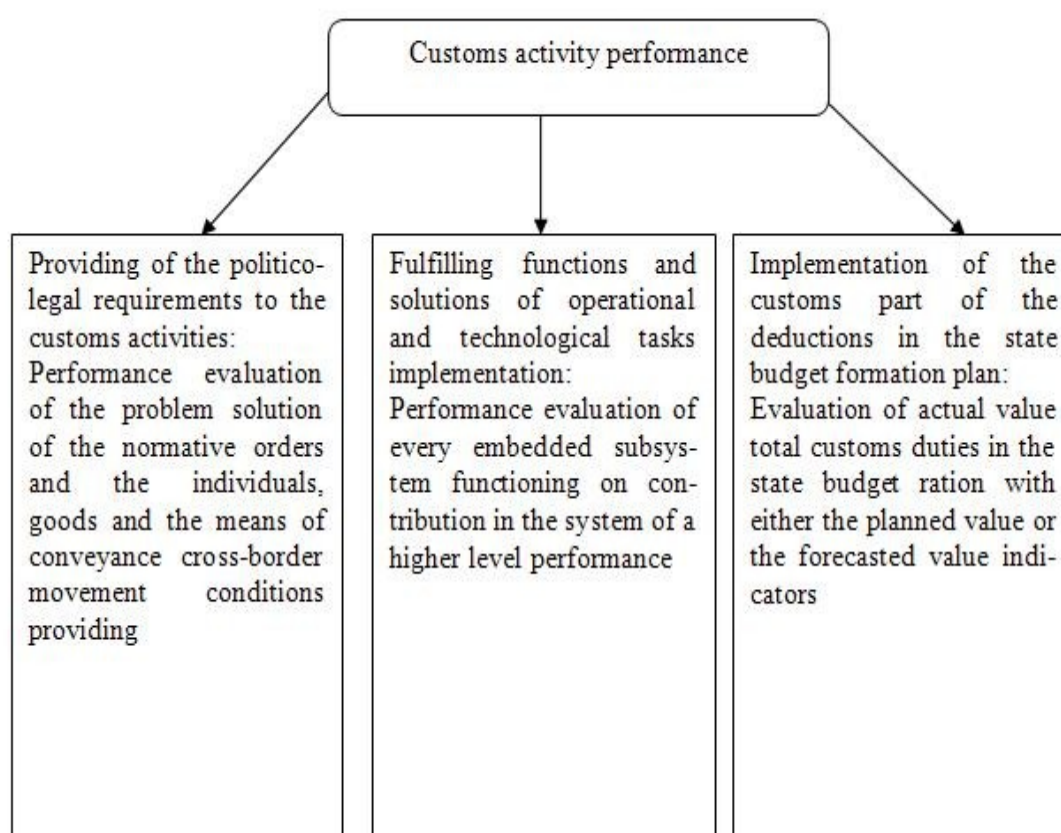 Customs activity performance
Providing of the politico-
legal requirements to the
customs activities:
Performance evaluation
of the problem solution
of the normative orders
and the individuals,
goods and the means of
conveyance cross-border
movement conditions
providing
Fulfilling functions and
solutions of operational
and technological tasks
implementation:
Performance evaluation of
every embedded subsys-
tem functioning on con-
tribution in the system of a
higher level performance
Implementation of the
customs part of the
deductions in the state
budget formation plan:
Evaluation of actual value
total customs duties in the
state budget ration with
either the planned value or
the forecasted value indi-
cators